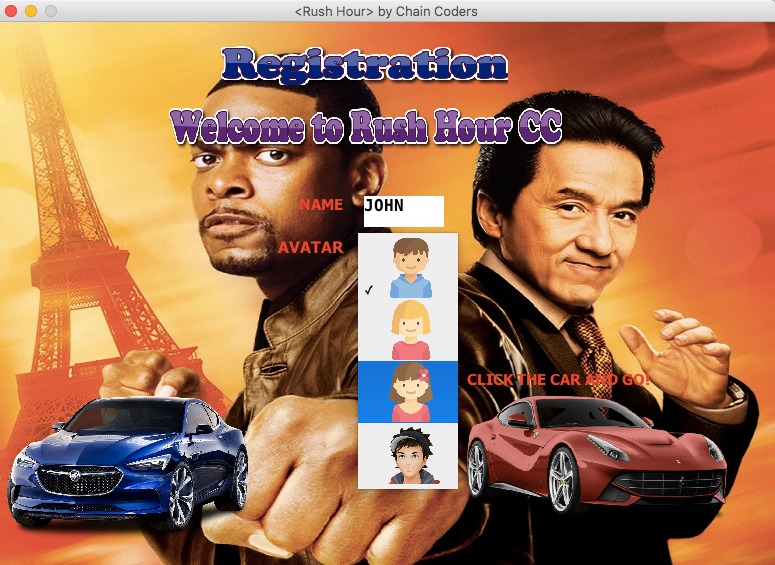 <Rush Hour> by Chain Coders
Registration
Welcome to Rush Hour CC
NAME
JOHN
AVATAR
CLICK THE CAR AND GO!